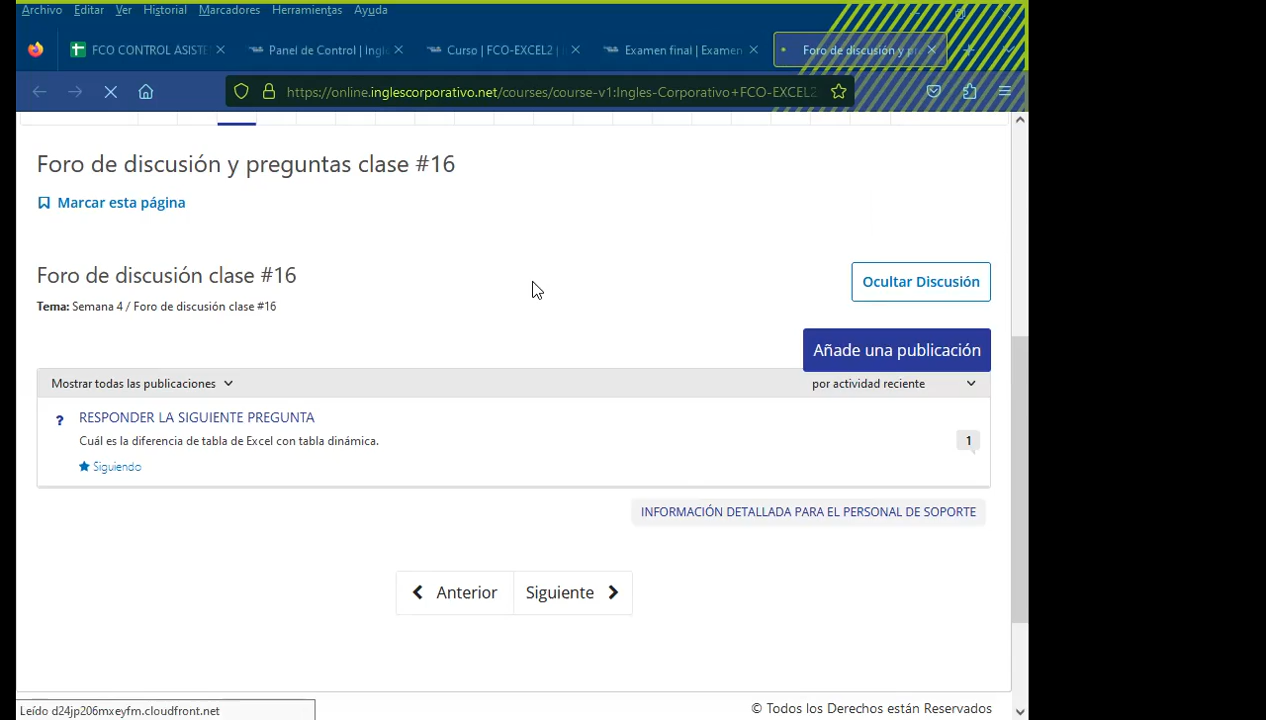 Archivo Editar Ver Historial Marcadores Herramientas Ayuda
FCO CONTROL ASISTE
Panel de Control | Ingl
Curso | FCO-EXCEL2 |
Examen final | Examen
Foro de discusión y pr
https://online.inglescorporativo.net/courses/course-v1:Ingles-Corporativo+FCO-EXCEL2
Foro de discusión y preguntas clase #16
Marcar esta página
Foro de discusión clase #16
Ocultar Discusión
Tema: Semana 4 / Foro de discusión clase #16
Añade una publicación
Mostrar todas las publicaciones
por actividad reciente
? RESPONDER LA SIGUIENTE PREGUNTA
Cuál es la diferencia de tabla de Excel con tabla dinámica.
1
Siguiendo
INFORMACIÓN DETALLADA PARA EL PERSONAL DE SOPORTE
Anterior
Siguiente
Leído d24jp206mxeyfm.cloudfront.net
© Todos los Derechos están Reservados